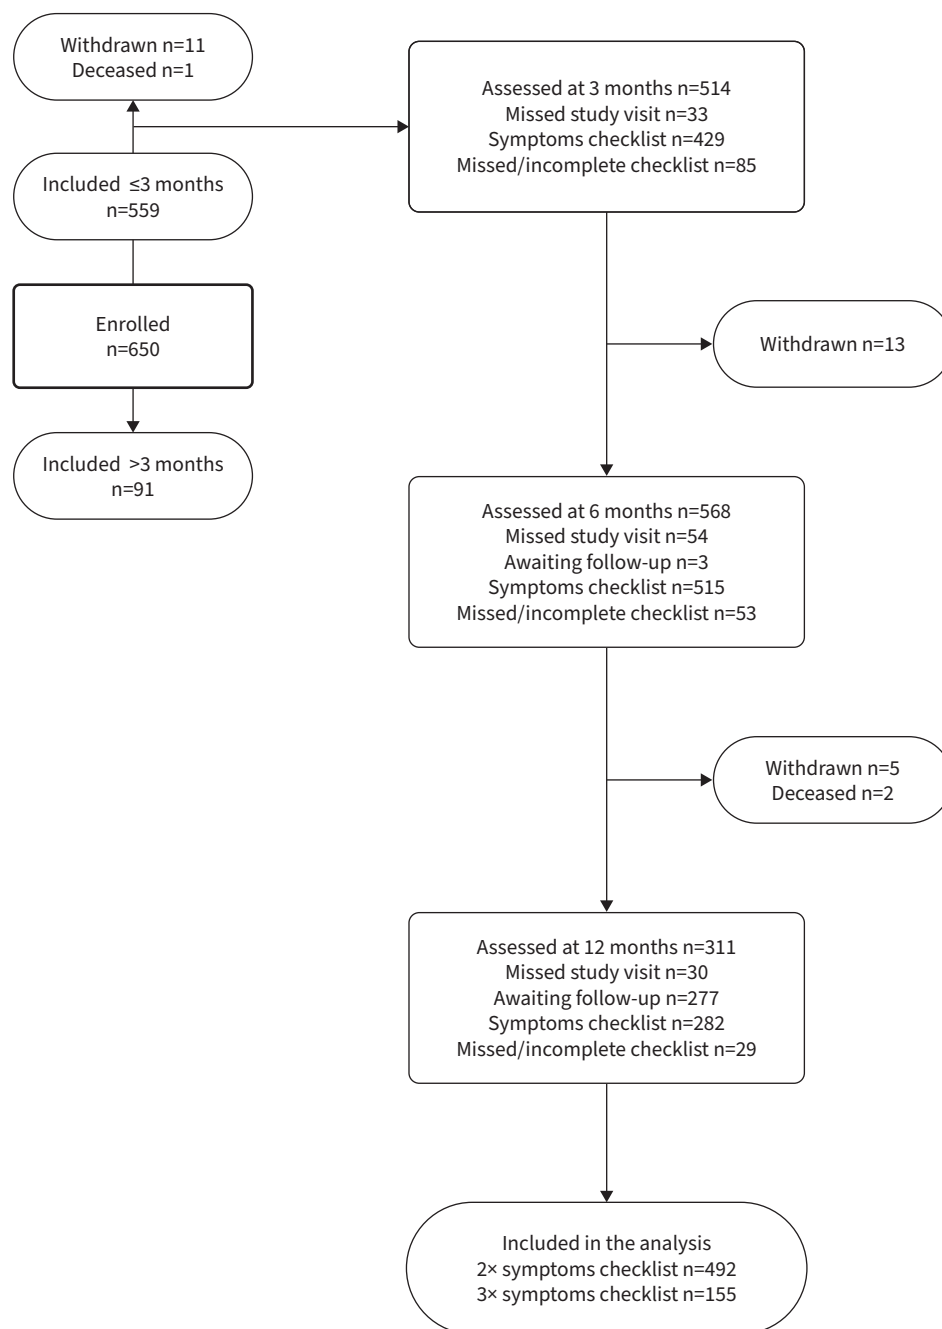 Withdrawn n=11
Deceased n=1
Included ≤3 months
n=559
Enrolled
n=650
Included >3 months
n=91
Assessed at 3 months n=514
Missed study visit n=33
Symptoms checklist n=429
Missed/incomplete checklist n=85
Withdrawn n=13
Assessed at 6 months n=568
Missed study visit n=54
Awaiting follow-up n=3
Symptoms checklist n=515
Missed/incomplete checklist n=53
Withdrawn n=5
Deceased n=2
Assessed at 12 months n=311
Missed study visit n=30
Awaiting follow-up n=277
Symptoms checklist n=282
Missed/incomplete checklist n=29
Included in the analysis
2× symptoms checklist n=492
3× symptoms checklist n=155